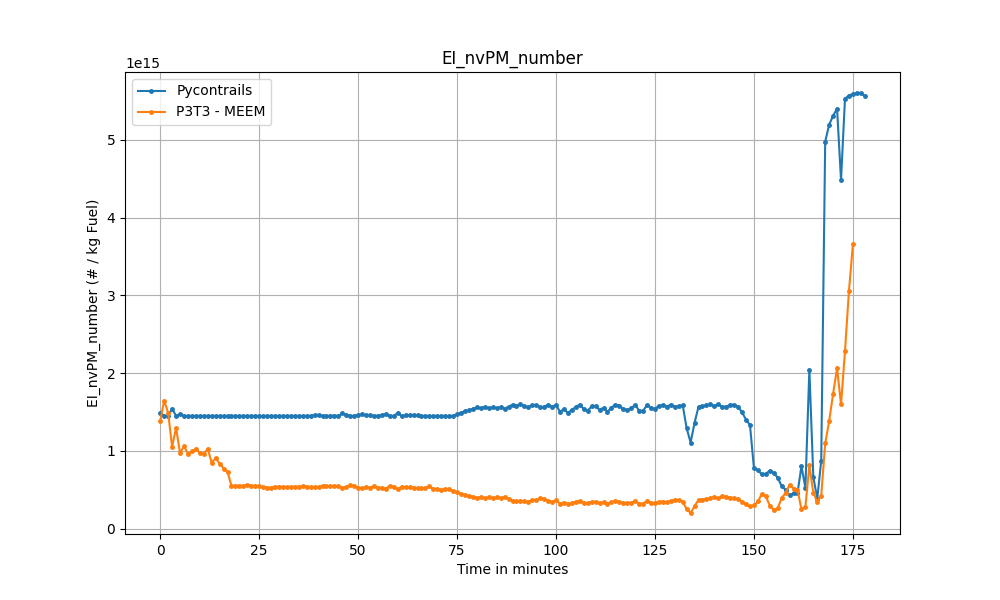 EI_nvPM_number
1e15
Pycontrails
P3T3 - MEEM
EI_nvPM_number (# / kg Fuel)
5
4
3
2
1
0
0 25 50 75 100 125 150 175
Time in minutes